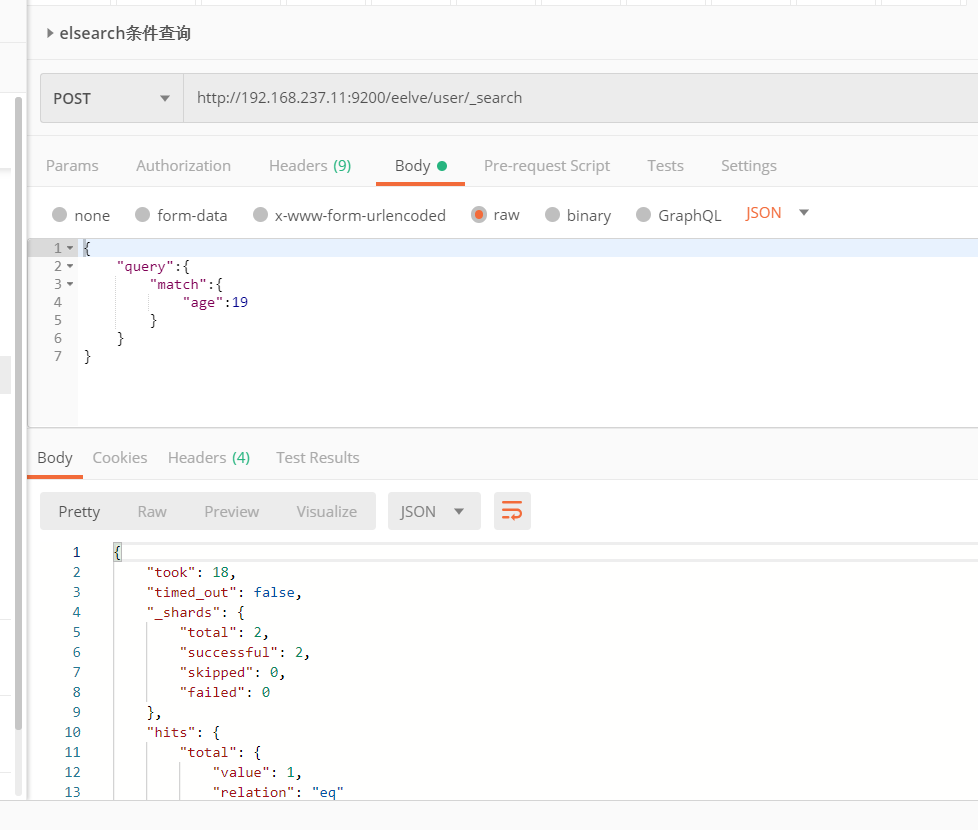 elsearch条件查询
POST http://192.168.237.11:9200/eelve/user/_search
Params Authorization Headers (9) Body Pre-request Script Tests Settings
none form-data x-www-form-urlencoded raw binary GraphQL JSON
1 {
2 "query":{
3 "match":{
4 "age":19
5 }
6 }
7 }
Body Cookies Headers (4) Test Results
Pretty Raw Preview Visualize JSON
1 {
2 "took": 18,
3 "timed_out": false,
4 "_shards": {
5 "total": 2,
6 "successful": 2,
7 "skipped": 0,
8 "failed": 0
9 },
10 "hits": {
11 "total": {
12 "value": 1,
13 "relation": "eq"